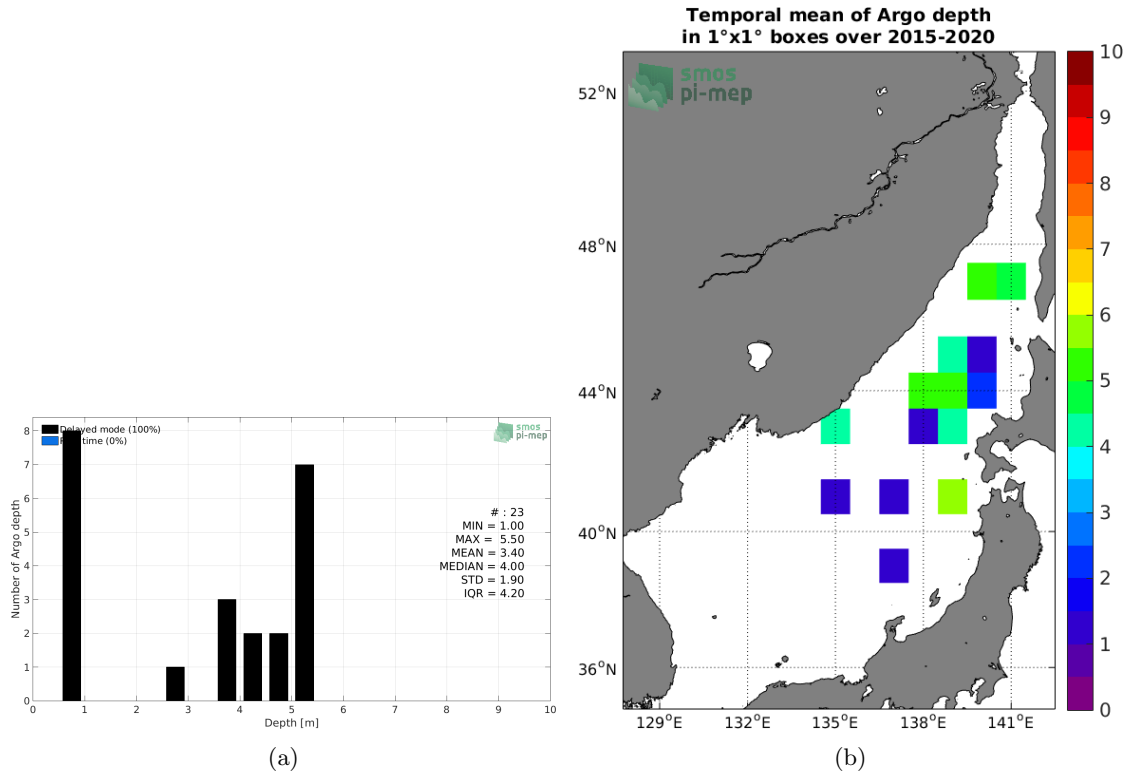 Temporal mean of Argo depth
in 1°x1° boxes over 2015-2020
smos
pi-mep
52°N
48°N
44°N
40°N
36°N
129°E 132°E 135°E 138°E 141°E
10
9
8
7
6
5
4
3
2
1
0
Delayed mode (100%)
time (0%)
smos
pi-mep
Number of Argo depth
8
7
6
5
4
3
2
1
0
# : 23
MIN = 1.00
MAX = 5.50
MEAN = 3.40
MEDIAN = 4.00
STD = 1.90
IQR = 4.20
0 1 2 3 4 5 6 7 8 9 10
Depth [m]
(a)
(b)